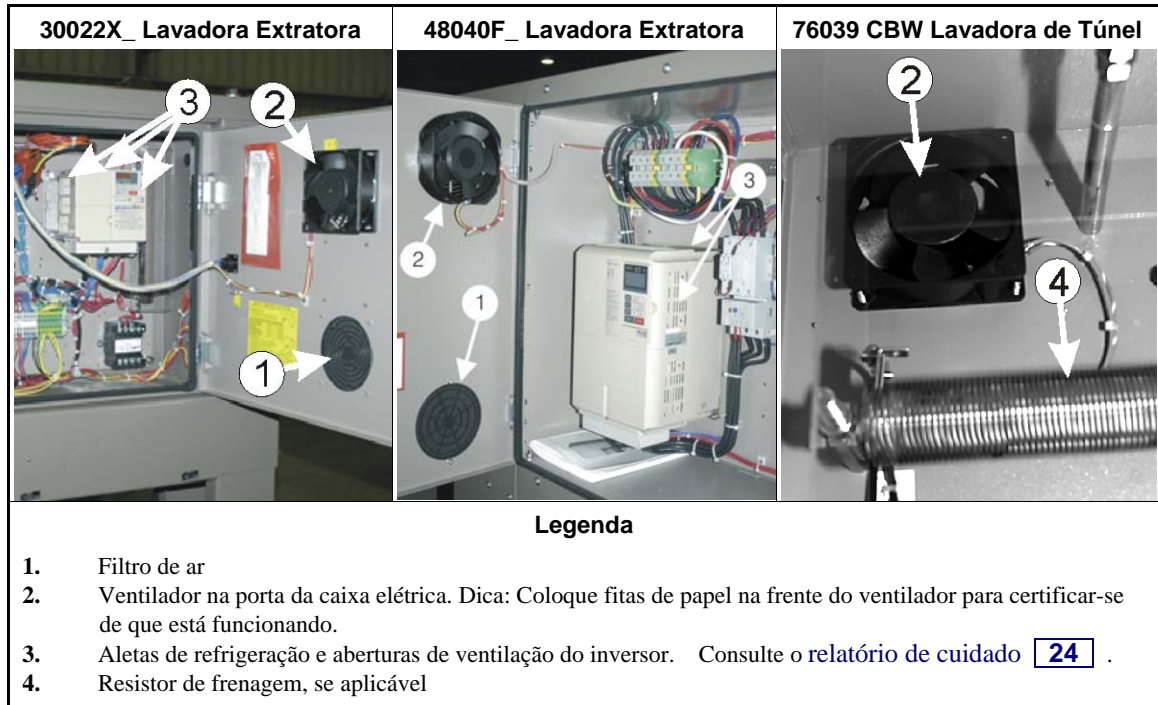 30022X_ Lavadora Extratora
48040F_ Lavadora Extratora
76039 CBW Lavadora de Túnel
3
2
1
2
1
3
2
4
Legenda
1. Filtro de ar
2. Ventilador na porta da caixa elétrica. Dica: Coloque fitas de papel na frente do ventilador para certificar-se
de que está funcionando.
3. Aletas de refrigeração e aberturas de ventilação do inversor. Consulte o relatório de cuidado 24 .
4. Resistor de frenagem, se aplicável